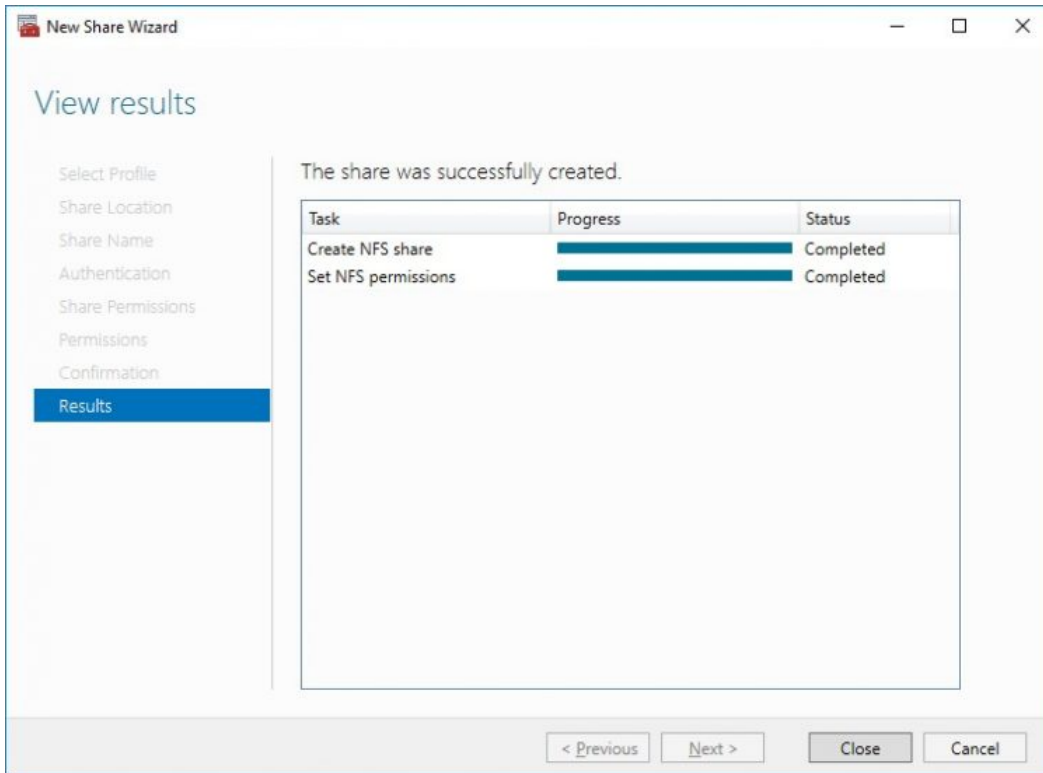 New Share Wizard
View results
Select Profile
Share Location
Share Name
Authentication
Share Permissions
Permissions
Confirmation
Results
The share was successfully created.
Task Progress Status
Create NFS share Completed
Set NFS permissions Completed
< Previous Next > Close Cancel